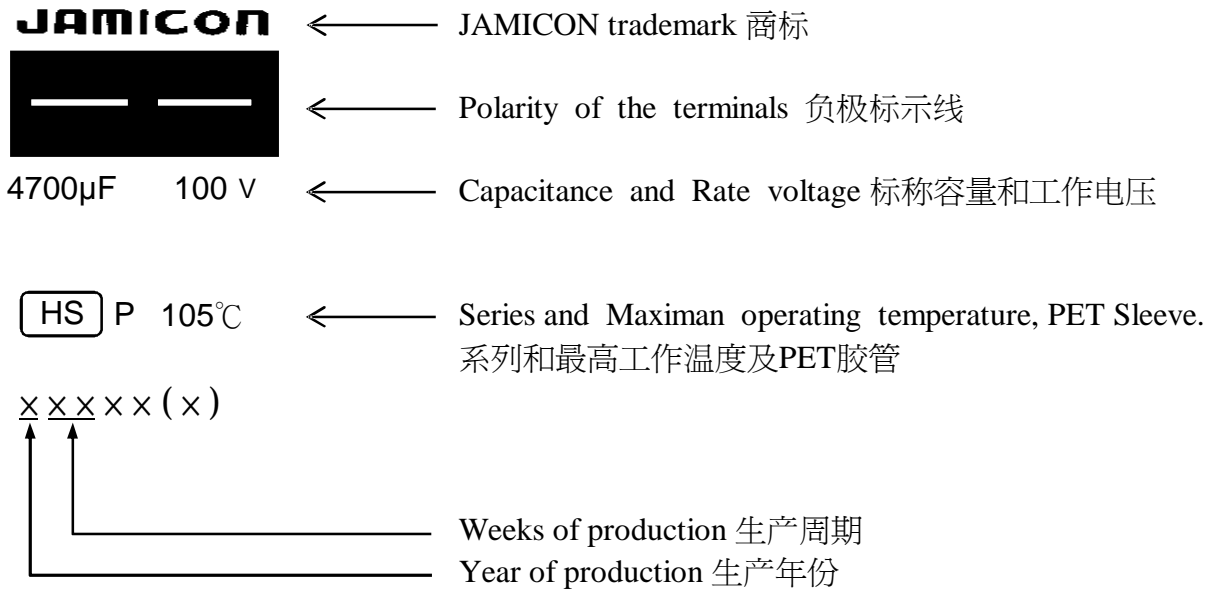 JAMICON JAMICON trademark 商标
Polarity of the terminals 负极标示线
4700µF 100 V Capacitance and Rate voltage 标称容量和工作电压
HS P 105℃ Series and Maximan operating temperature, PET Sleeve.
系列和最高工作温度及PET胶管
x x x x x ( x )
Weeks of production 生产周期
Year of production 生产年份